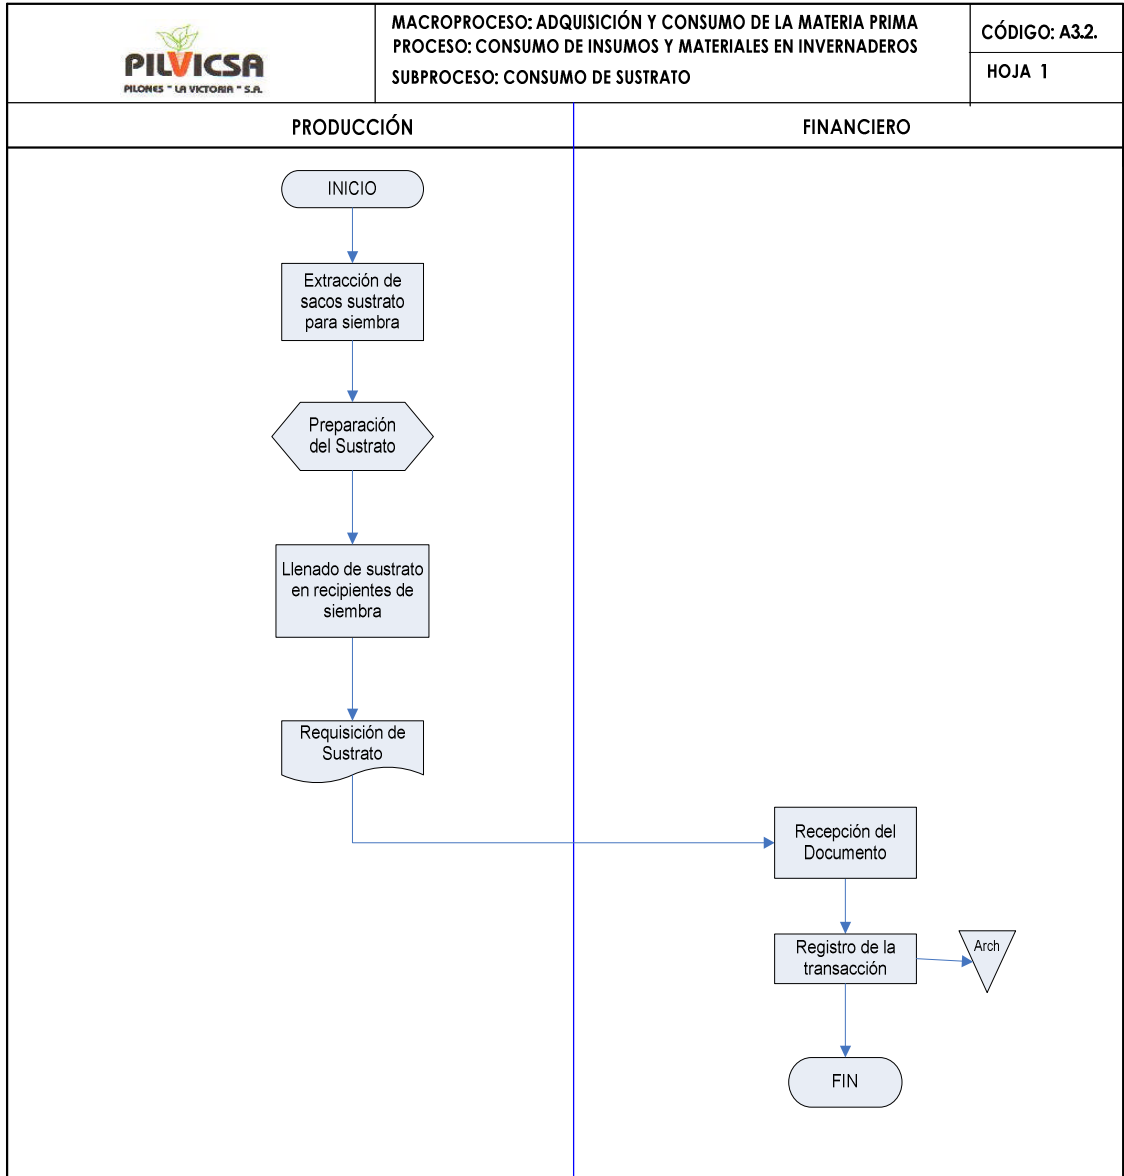 PILVICSA
PILONES " LA VICTORIA " S.A.
MACROPROCESO: ADQUISICIÓN Y CONSUMO DE LA MATERIA PRIMA
PROCESO: CONSUMO DE INSUMOS Y MATERIALES EN INVERNADEROS
SUBPROCESO: CONSUMO DE SUSTRATO
CÓDIGO: A3.2.
HOJA 1
PRODUCCIÓN
FINANCIERO
INICIO
Extracción de
sacos sustrato
para siembra
Preparación
del Sustrato
Llenado de sustrato
en recipientes de
siembra
Requisición de
Sustrato
Recepción del
Documento
Registro de la
transacción
Arch
FIN